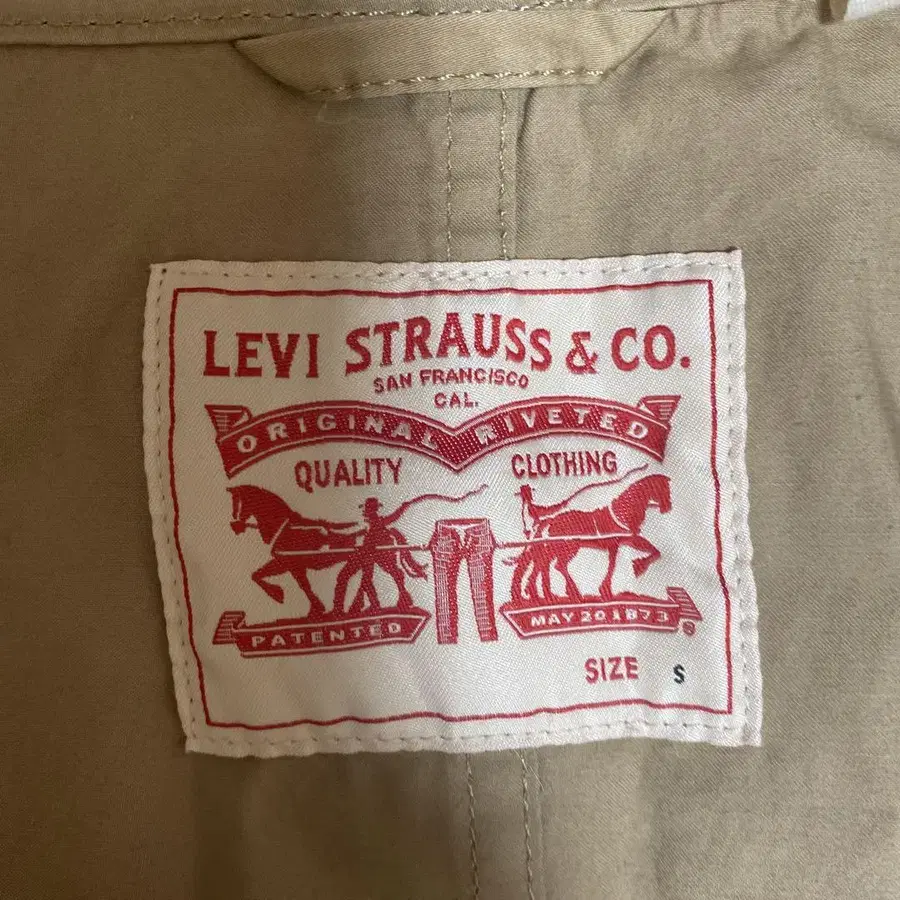 LEVI STRAUSS & CO.
SAN FRANCISCO
CAL.
ORIGINAL RIVETED
QUALITY CLOTHING
PATENTED MAY 20 1873 ®
SIZE S